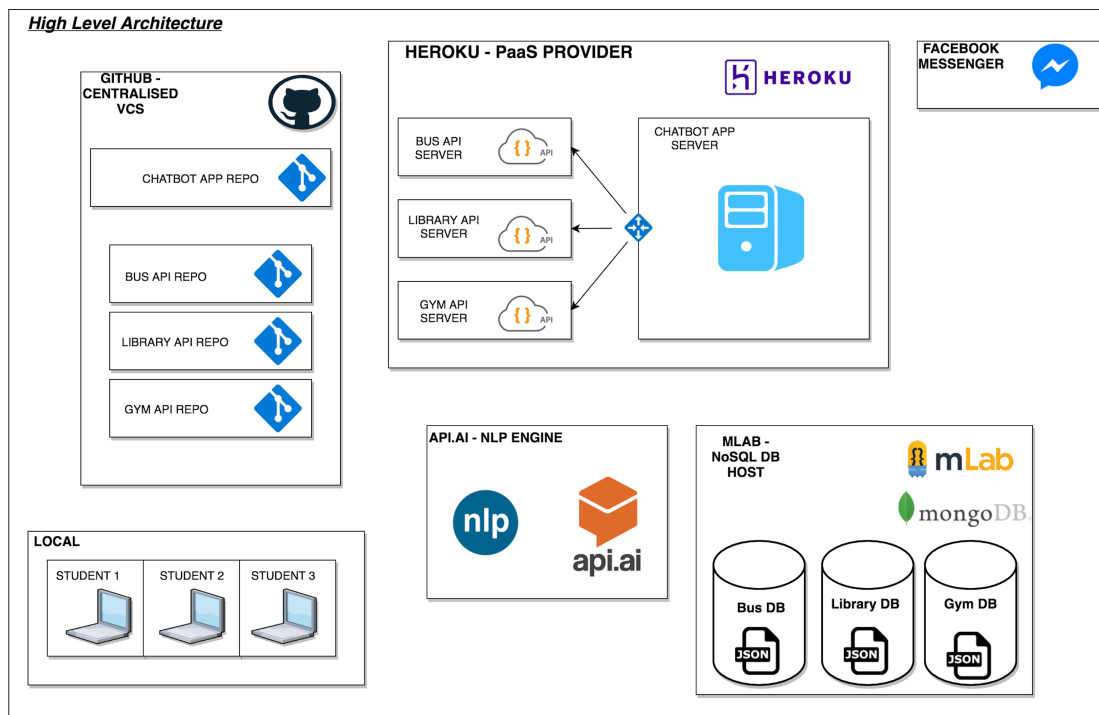 High Level Architecture
GITHUB -
CENTRALISED
VCS
CHATBOT APP REPO
BUS API REPO
LIBRARY API REPO
GYM API REPO
LOCAL
STUDENT 1
STUDENT 2
STUDENT 3
HEROKU - PaaS PROVIDER
HEROKU
BUS API
SERVER
{ } API
LIBRARY API
SERVER
{ } API
GYM API
SERVER
{ } API
CHATBOT APP
SERVER
FACEBOOK
MESSENGER
API.AI - NLP ENGINE
nlp
api.ai
MLAB -
NoSQL DB
HOST
{} mLab
mongoDB.
Bus DB
JSON
Library DB
JSON
Gym DB
JSON